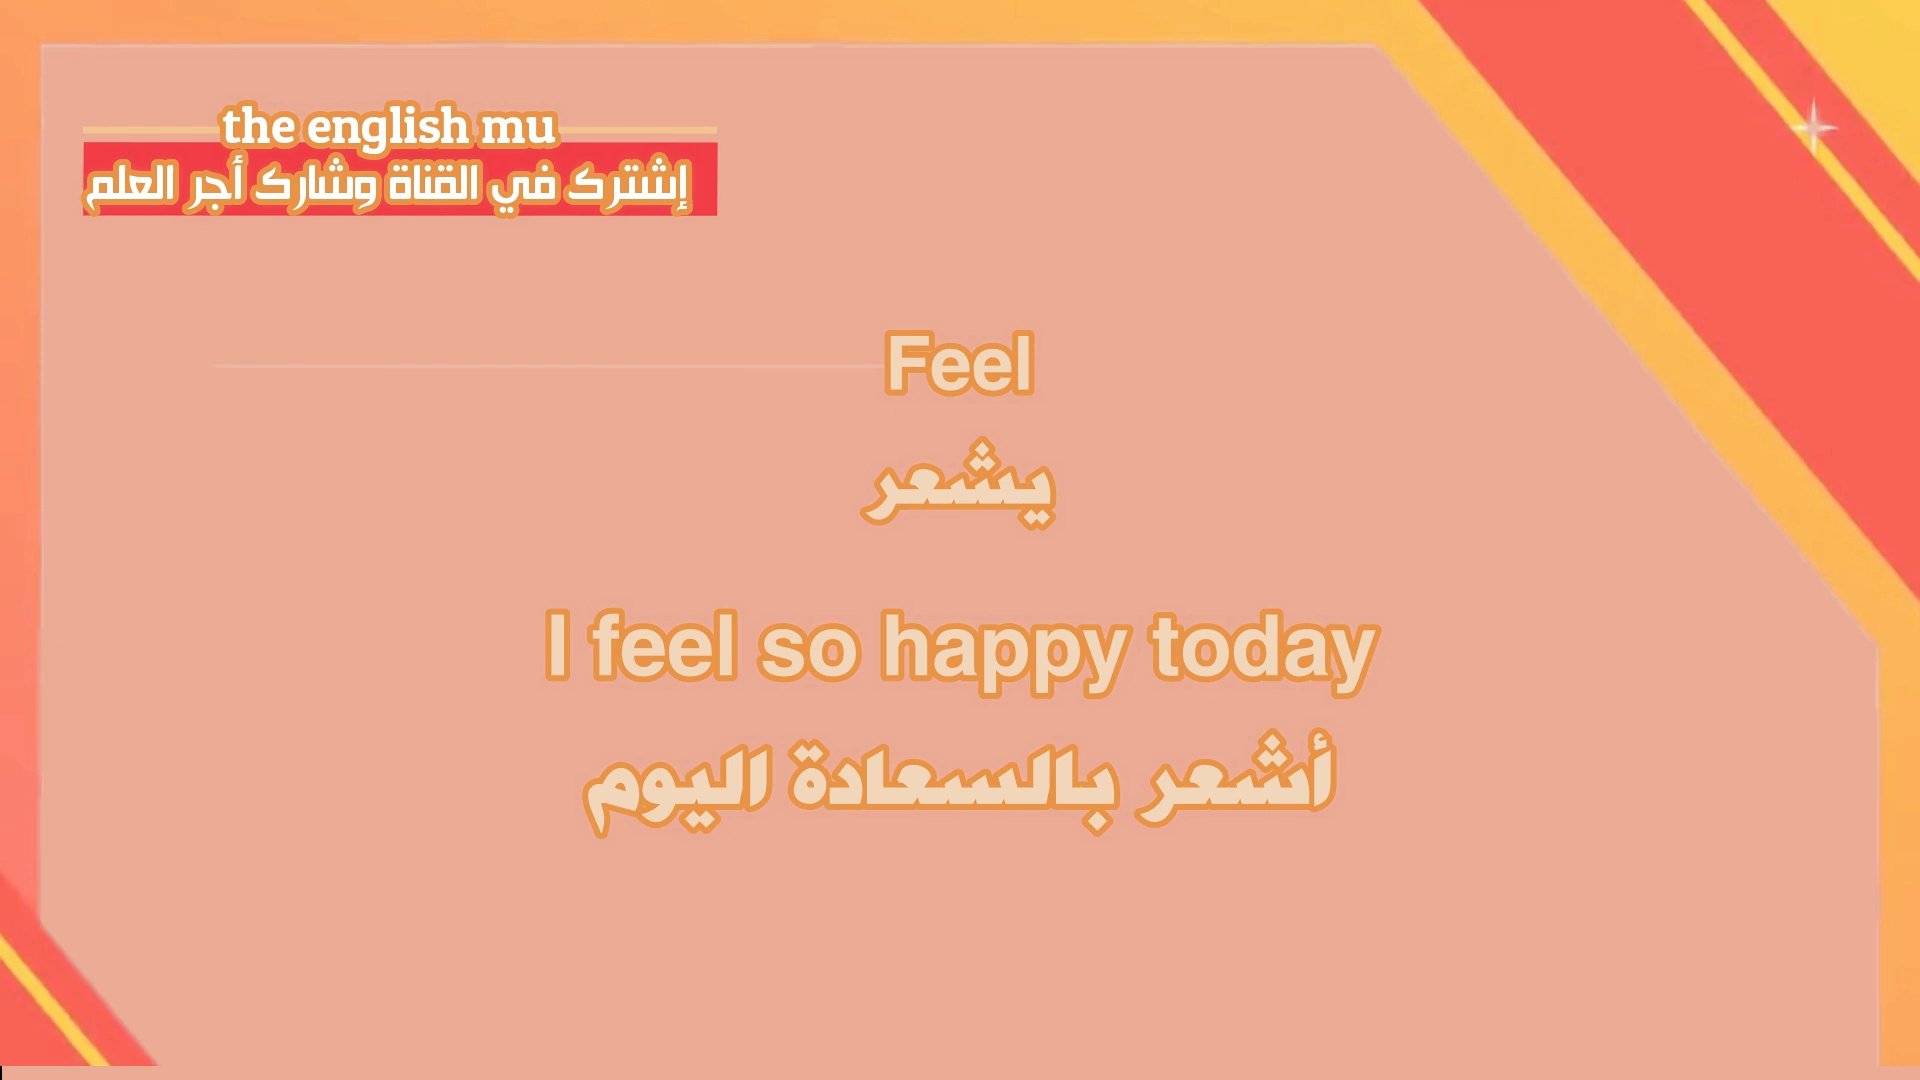 the english mu
إشترك في القناة وشارك أجر العلم
Feel
يشعر
I feel so happy today
أشعر بالسعادة اليوم